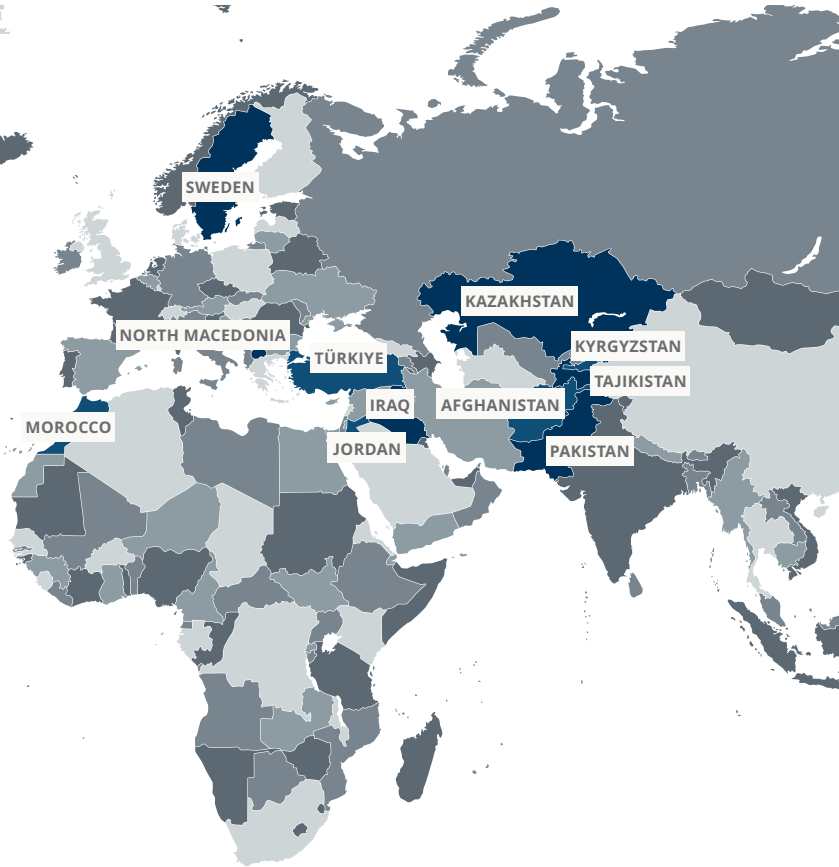 SWEDEN
KAZAKHSTAN
NORTH MACEDONIA
KYRGYZSTAN
TÜRKIYE
TAJIKISTAN
IRAQ
AFGHANISTAN
MOROCCO
JORDAN
PAKISTAN